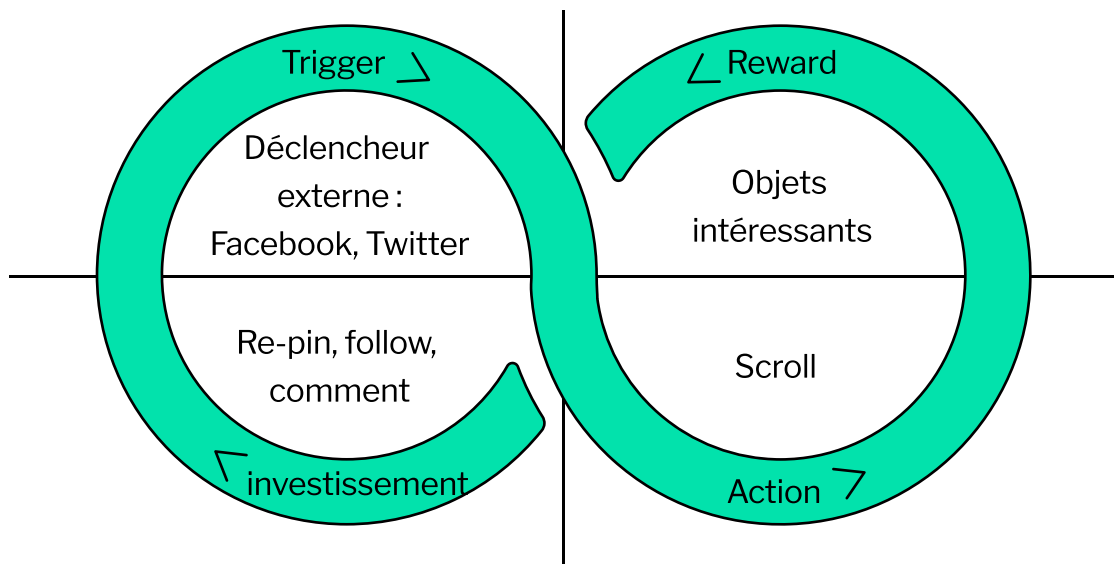 Trigger
Déclencheur
externe :
Facebook, Twitter
Reward
Objets
intéressants
Re-pin, follow,
comment
investissement
Scroll
Action